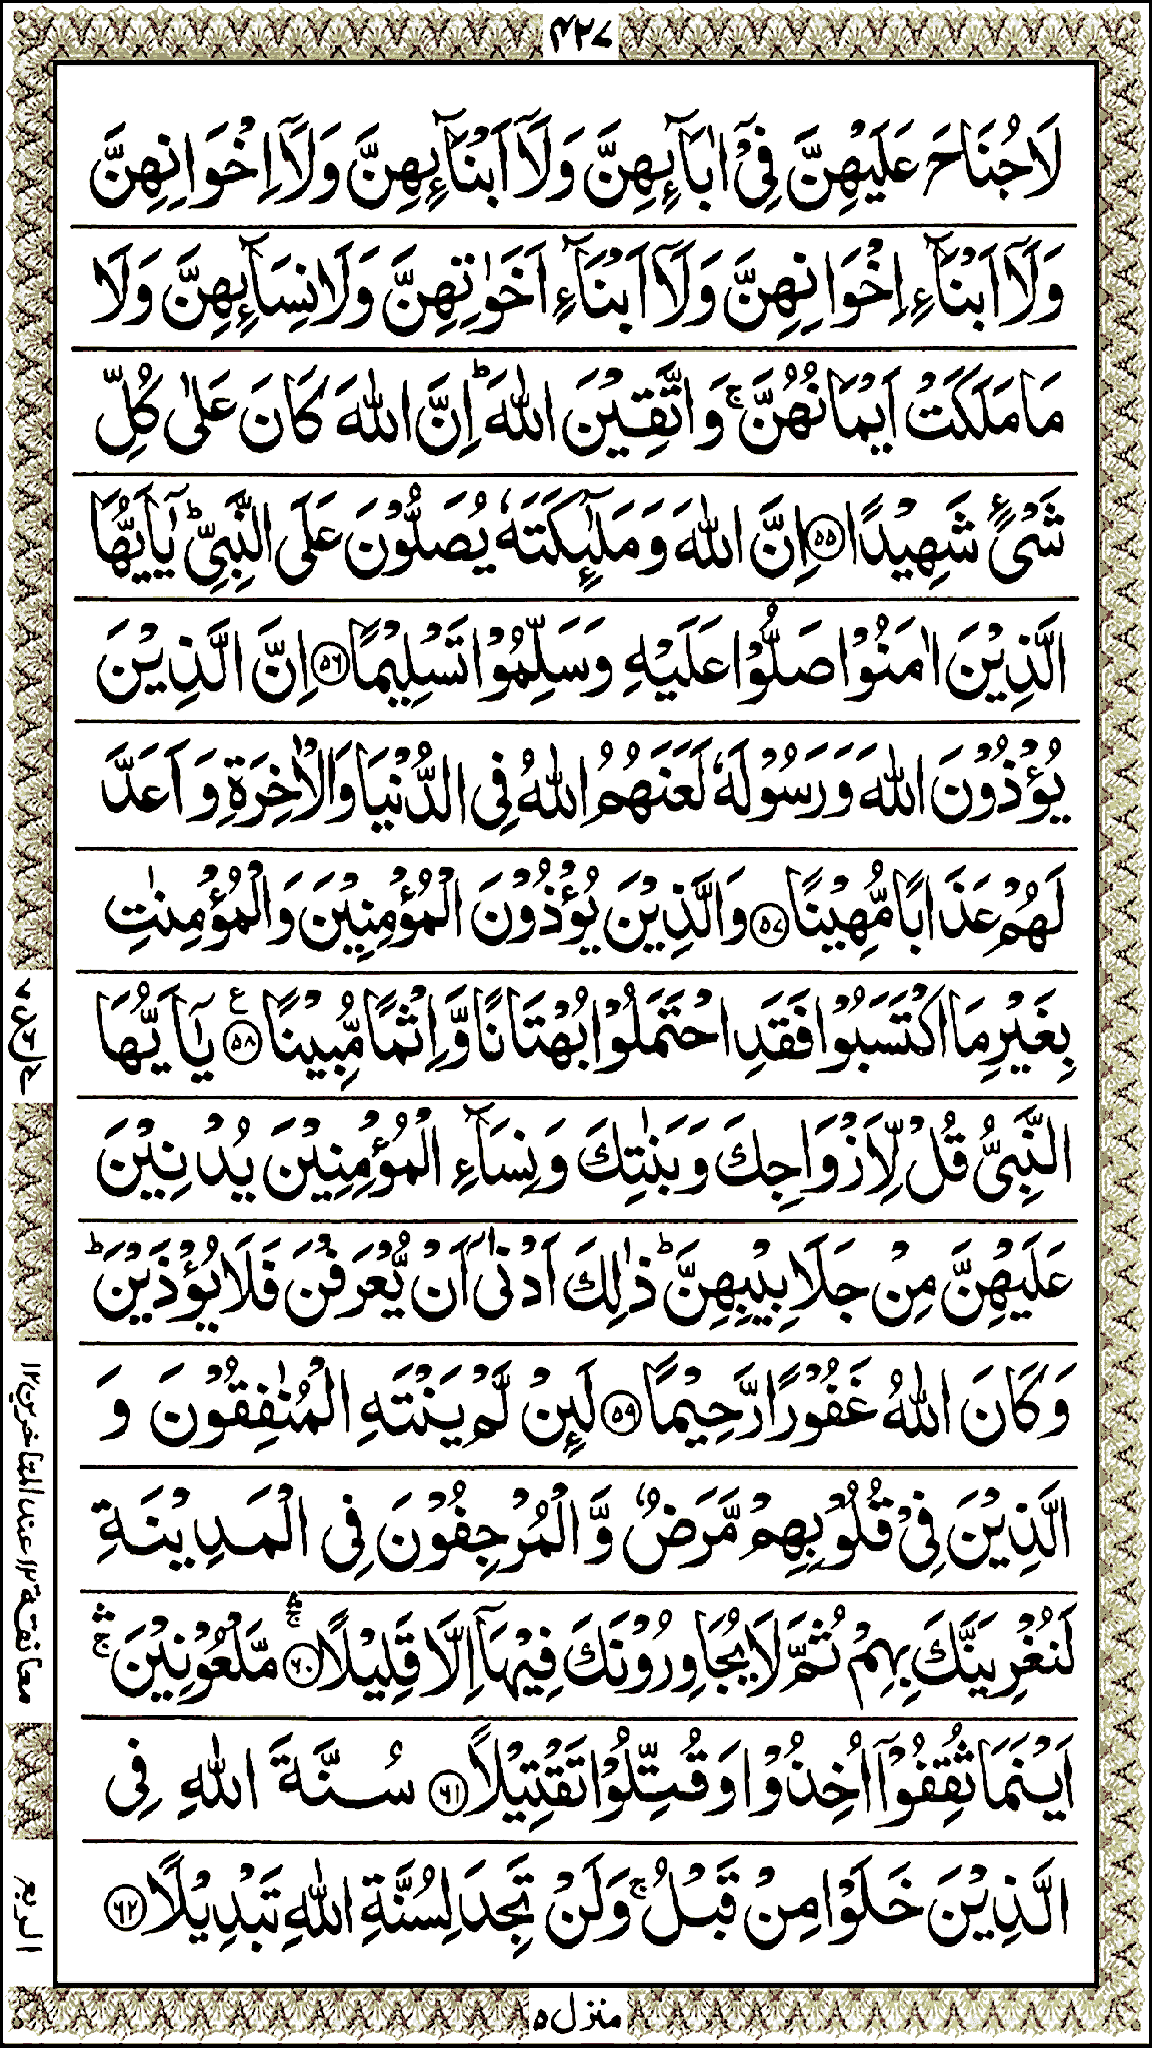 ۴۲۷
لَا جُنَاحَ عَلَيْهِنَّ فِيْٓ اٰبَآئِهِنَّ وَلَآ اَبْنَآئِهِنَّ وَلَآ اِخْوَانِهِنَّ
وَلَآ اَبْنَآءِ اِخْوَانِهِنَّ وَلَآ اَبْنَآءِ اَخَوٰتِهِنَّ وَلَا نِسَآئِهِنَّ وَلَا
مَا مَلَكَتْ اَيْمَانُهُنَّ ۚ وَاتَّقِيْنَ اللّٰهَ ؕ اِنَّ اللّٰهَ كَانَ عَلٰى كُلِّ
شَىْءٍ شَهِيْدًا ﴿۵۵﴾ اِنَّ اللّٰهَ وَمَلٰٓئِكَتَهٗ يُصَلُّوْنَ عَلَى النَّبِىِّ ؕ يٰٓاَيُّهَا
الَّذِيْنَ اٰمَنُوْا صَلُّوْا عَلَيْهِ وَسَلِّمُوْا تَسْلِيْمًا ﴿۵۶﴾ اِنَّ الَّذِيْنَ
يُؤْذُوْنَ اللّٰهَ وَرَسُوْلَهٗ لَعَنَهُمُ اللّٰهُ فِى الدُّنْيَا وَالْاٰخِرَةِ وَاَعَدَّ
لَهُمْ عَذَابًا مُّهِيْنًا ﴿۵۷﴾ وَالَّذِيْنَ يُؤْذُوْنَ الْمُؤْمِنِيْنَ وَالْمُؤْمِنٰتِ
بِغَيْرِ مَا اكْتَسَبُوْا فَقَدِ احْتَمَلُوْا بُهْتَانًا وَّاِثْمًا مُّبِيْنًا ﴿۵۸﴾ ع يٰٓاَيُّهَا
النَّبِىُّ قُلْ لِّاَزْوَاجِكَ وَبَنٰتِكَ وَنِسَآءِ الْمُؤْمِنِيْنَ يُدْنِيْنَ
عَلَيْهِنَّ مِنْ جَلَابِيْبِهِنَّ ؕ ذٰلِكَ اَدْنٰٓى اَنْ يُّعْرَفْنَ فَلَا يُؤْذَيْنَ ؕ
وَكَانَ اللّٰهُ غَفُوْرًا رَّحِيْمًا ﴿۵۹﴾ لَئِنْ لَّمْ يَنْتَهِ الْمُنٰفِقُوْنَ وَ
الَّذِيْنَ فِيْ قُلُوْبِهِمْ مَّرَضٌ وَّالْمُرْجِفُوْنَ فِى الْمَدِيْنَةِ
لَنُغْرِيَنَّكَ بِهِمْ ثُمَّ لَا يُجَاوِرُوْنَكَ فِيْهَآ اِلَّا قَلِيْلًا ﴿۶۰﴾ ۛۚ مَّلْعُوْنِيْنَ ۛۚ
اَيْنَمَا ثُقِفُوْٓا اُخِذُوْا وَقُتِّلُوْا تَقْتِيْلًا ﴿۶۱﴾ سُنَّةَ اللّٰهِ فِى
الَّذِيْنَ خَلَوْا مِنْ قَبْلُ ۚ وَلَنْ تَجِدَ لِسُنَّةِ اللّٰهِ تَبْدِيْلًا ﴿۶۲﴾
معانقة ۱۲ عند المتاخرین ۱۲
الربع
منزل ۵